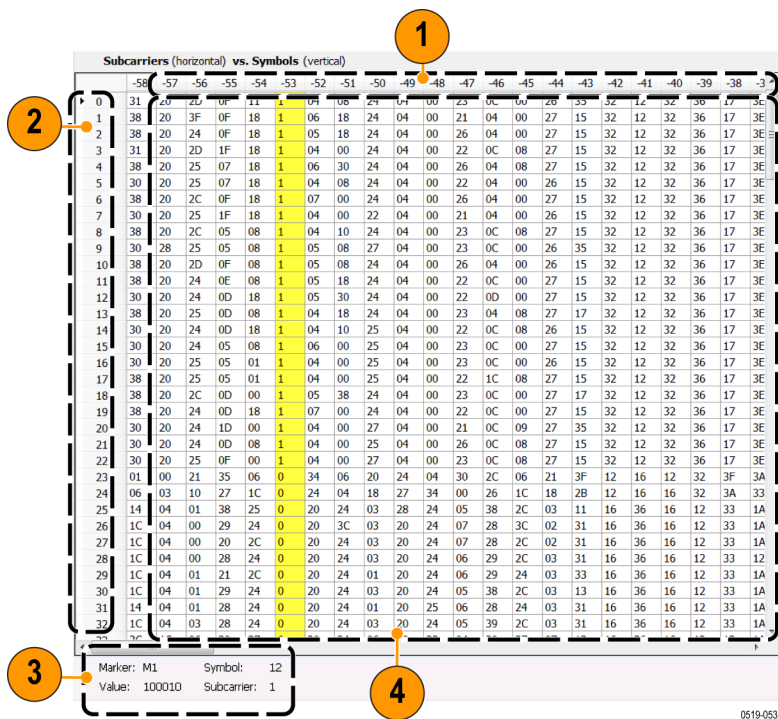 1
Subcarriers (horizontal) vs. Symbols (vertical)
-58 -57 -56 -55 -54 -53 -52 -51 -50 -49 -48 -47 -46 -45 -44 -43 -42 -41 -40 -39 -38 -3
2
0 31 20 2D 0F 11 1 04 08 24 04 00 23 0C 00 26 35 32 12 32 36 17 3E
1 38 20 3F 0F 18 1 06 18 24 04 00 21 04 00 27 15 32 12 32 36 17 3E
2 38 20 24 0F 18 1 05 18 24 04 00 26 04 00 27 15 32 12 32 36 17 3E
3 31 20 2D 1F 18 1 04 00 24 04 00 22 0C 08 27 15 32 12 32 36 17 3E
4 38 20 25 07 18 1 06 30 24 04 00 26 04 08 27 15 32 12 32 36 17 3E
5 30 20 25 07 18 1 04 08 24 04 00 22 04 00 26 15 32 12 32 36 17 3E
6 38 20 2C 0F 18 1 07 00 24 04 00 26 04 00 27 15 32 12 32 36 17 3E
7 30 20 25 1F 18 1 04 00 22 04 00 21 04 00 26 15 32 12 32 36 17 3E
8 38 20 2C 05 08 1 04 10 24 04 00 23 0C 08 27 15 32 12 32 36 17 3E
9 30 28 25 05 08 1 05 08 27 04 00 23 0C 00 26 35 32 12 32 36 17 3E
10 38 20 2D 0F 08 1 05 08 24 04 00 26 04 00 26 15 32 12 32 36 17 3E
11 38 20 24 0E 08 1 05 18 24 04 00 22 0C 00 27 15 32 12 32 36 17 3E
12 30 20 24 0D 18 1 05 30 24 04 00 22 0D 00 27 15 32 12 32 36 17 3E
13 38 20 25 0D 08 1 04 18 24 04 00 23 04 08 27 17 32 12 32 36 17 3E
14 30 20 24 0D 18 1 04 10 25 04 00 22 0C 08 26 15 32 12 32 36 17 3E
15 30 20 24 05 08 1 06 00 25 04 00 23 0C 00 27 15 32 12 32 36 17 3E
16 30 20 25 05 01 1 04 00 25 04 00 23 0C 00 26 15 32 12 32 36 17 3E
17 38 20 25 05 01 1 04 00 25 04 00 22 1C 08 27 15 32 12 32 36 17 3E
18 38 20 2C 0D 00 1 05 38 24 04 00 23 0C 00 27 17 32 12 32 36 17 3E
19 38 20 24 0D 18 1 07 00 24 04 00 22 0C 00 27 15 32 12 32 36 17 3E
20 30 20 24 1D 00 1 04 00 27 04 00 21 0C 09 27 35 32 12 32 36 17 3E
21 38 20 24 0D 08 1 04 00 25 04 00 26 0C 08 27 15 32 12 32 36 17 3E
22 30 20 25 0F 00 1 04 00 27 04 00 23 0C 08 27 15 32 12 32 36 17 3E
23 01 00 21 35 06 0 34 06 20 24 04 30 2C 06 21 3F 12 16 12 32 3F 3A
24 06 03 10 27 1C 0 24 04 18 27 34 00 26 1C 18 2B 12 16 16 32 3A 33
25 14 04 01 38 25 0 20 24 03 28 24 05 38 2C 03 11 16 36 16 12 33 1A
26 1C 04 00 29 24 0 20 3C 03 20 24 07 28 3C 02 31 16 36 16 12 33 1A
27 1C 04 00 20 2C 0 20 24 03 20 24 07 28 2C 02 31 16 36 16 12 33 1A
28 1C 04 00 28 24 0 20 24 03 20 24 07 28 2C 03 31 16 36 16 12 33 12
29 1C 04 01 21 2C 0 20 24 01 20 24 06 29 24 03 33 16 36 16 12 33 1A
30 1C 04 01 29 24 0 20 24 03 20 24 05 38 2C 03 13 16 36 16 12 33 1A
31 14 04 01 28 24 0 20 24 01 20 25 06 28 24 03 31 16 36 16 12 33 1A
32 1C 04 03 28 24 0 20 24 03 20 24 05 39 2C 03 31 16 36 16 12 33 1A
3
Marker: M1 Symbol: 12
Value: 100010 Subcarrier: 1
4
0519-053